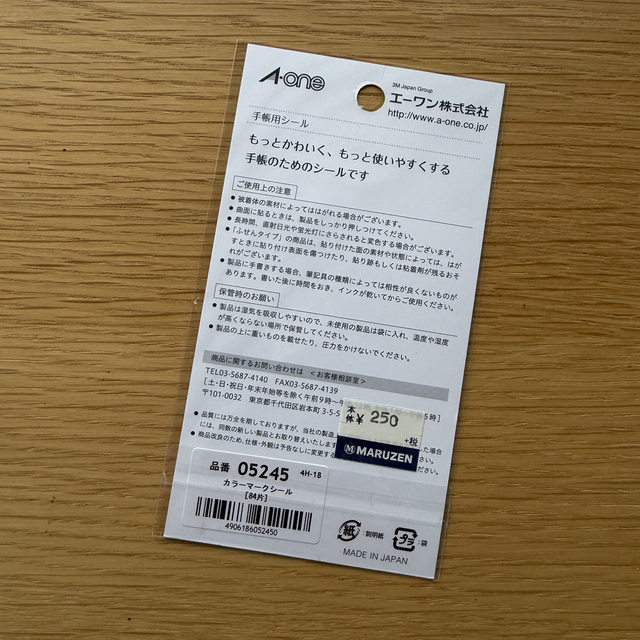 A-one
3M Japan Group
エーワン株式会社
http://www.a-one.co.jp/
手帳用シール
もっとかわいく、もっと使いやすくする
手帳のためのシールです
ご使用上の注意
● 被着体の素材によってははがれる場合がございます。
● 曲面に貼るときは、製品をしっかり押しつけてください。
● 長時間、直射日光や蛍光灯にさらされると変色する場合がございます。
● 「ふせんタイプ」の商品は、貼り付けた面の素材や状態によっては、はが
すときに貼り付け表面を傷つけたり、貼り跡もしくは粘着剤が残るおそ
れがございます。
● 製品に手書きする場合、筆記具の種類によっては相性が良くないものが
あります。書いた後に時間をおき、インクが乾いてからご使用ください。
保管時のお願い
● 製品は湿気を吸収しやすいので、未使用の製品は袋に入れ、温度や湿度
が高くならない場所で保管してください。
● 製品の上に重いものを載せたり、圧力をかけないでください。
商品に関するお問い合わせは <お客様相談室>
TEL03-5687-4140 FAX03-5687-4139
[土・日・祝日・年末年始等を除く午前9時〜 5時]
〒101-0032 東京都千代田区岩本町3-5-5
● 品質には万全を期しておりますが、当社の製造
には、同数の新しい製品とお取り替えいたします
● 商品改良のため、仕様・外観は予告なしに変更する
本体 ¥ 250
+税
M MARUZEN
品番 05245 4H-18
カラーマークシール
[84片]
4906186052450
紙 :説明紙
プラ :袋
MADE IN JAPAN